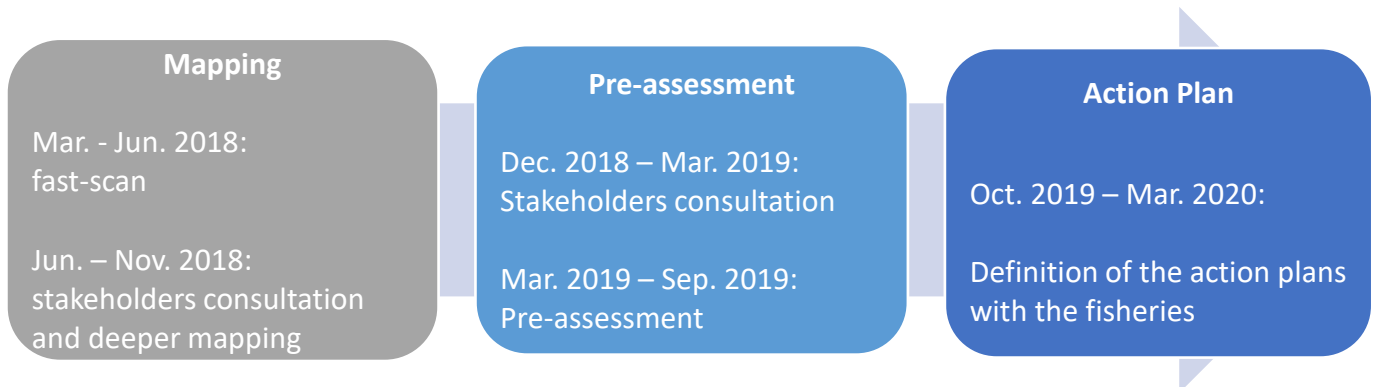 Mapping
Mar. - Jun. 2018:
fast-scan
Jun. – Nov. 2018:
stakeholders consultation
and deeper mapping
Pre-assessment
Dec. 2018 – Mar. 2019:
Stakeholders consultation
Mar. 2019 – Sep. 2019:
Pre-assessment
Action Plan
Oct. 2019 – Mar. 2020:
Definition of the action plans
with the fisheries